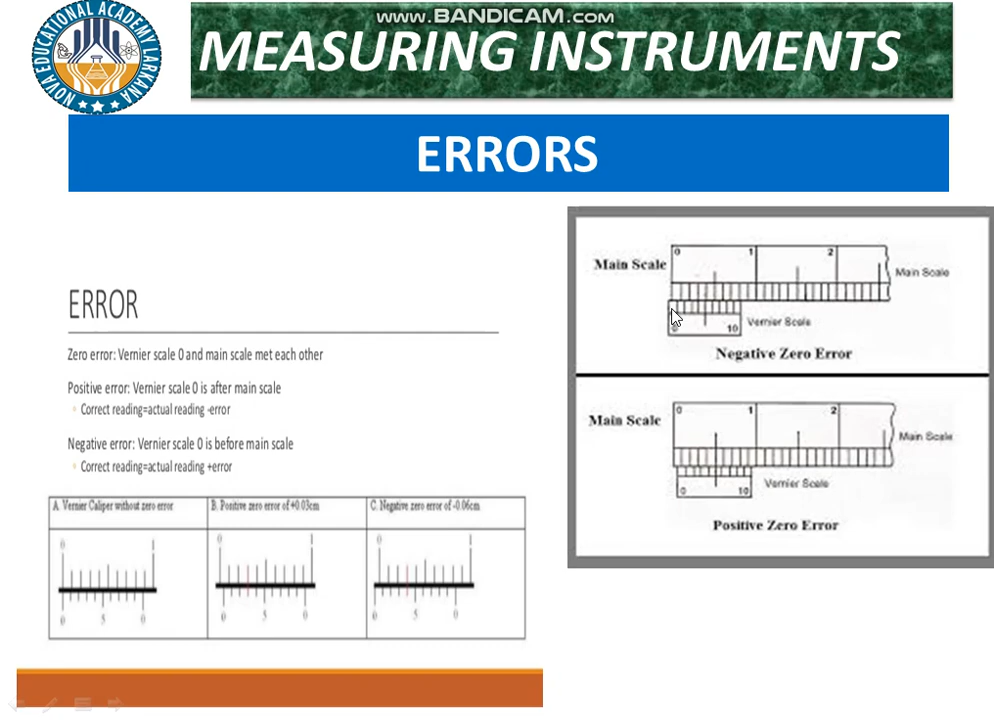 WWW.BANDICAM.COM
NOVA EDUCATIONAL ACADEMY LARKANA
MEASURING INSTRUMENTS
ERRORS
ERROR
Zero error: Vernier scale 0 and main scale met each other
Positive error: Vernier scale 0 is after main scale
Correct reading=actual reading -error
Negative error: Vernier scale 0 is before main scale
Correct reading=actual reading +error
A. Vernier Caliper without zero error
B. Positive zero error of +0.03cm
C. Negative zero error of -0.06cm
0 1
0 1
0 1
0 5 0
0 5 0
0 5 0
0 1 2
Main Scale
Main Scale
10
Vernier Scale
Negative Zero Error
0 1 2
Main Scale
Main Scale
0 10
Vernier Scale
Positive Zero Error